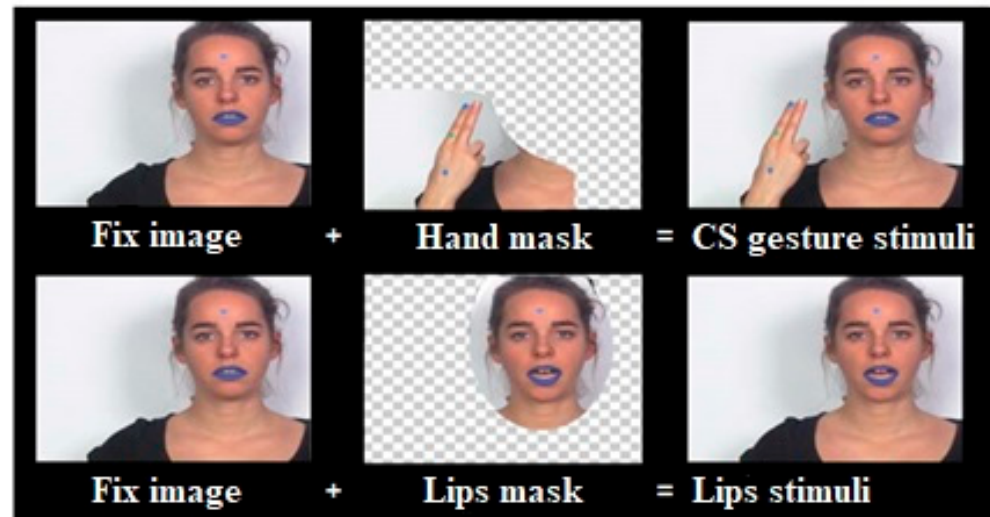 Fix image + Hand mask = CS gesture stimuli
Fix image + Lips mask = Lips stimuli